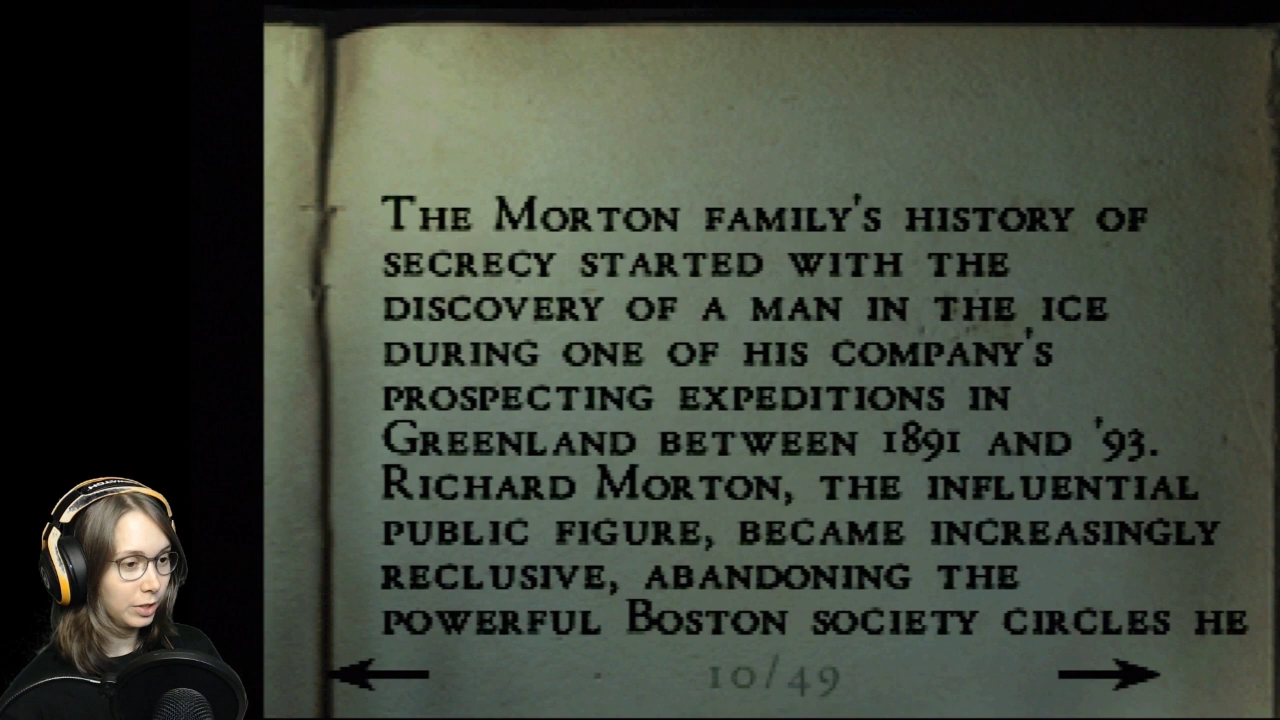 The Morton family's history of
secrecy started with the
discovery of a man in the ice
during one of his company's
prospecting expeditions in
Greenland between 1891 and '93.
Richard Morton, the influential
public figure, became increasingly
reclusive, abandoning the
powerful Boston society circles he
10/49